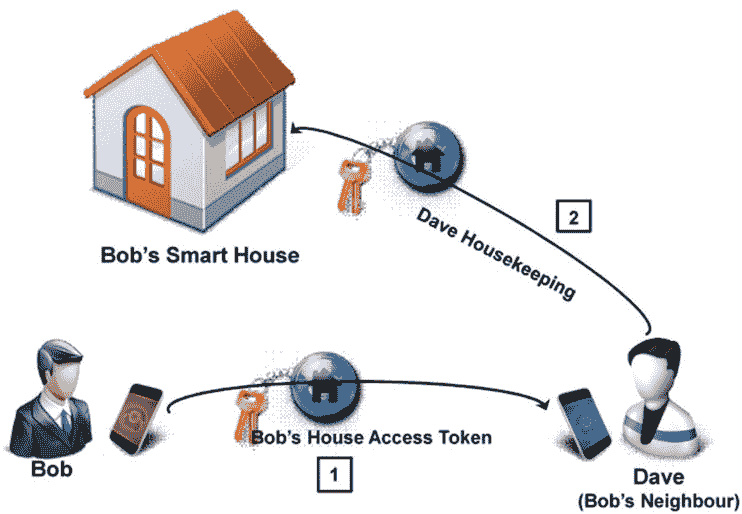 Bob's Smart House
Dave Housekeeping
2
Bob's House Access Token
1
Bob
Dave
(Bob's Neighbour)